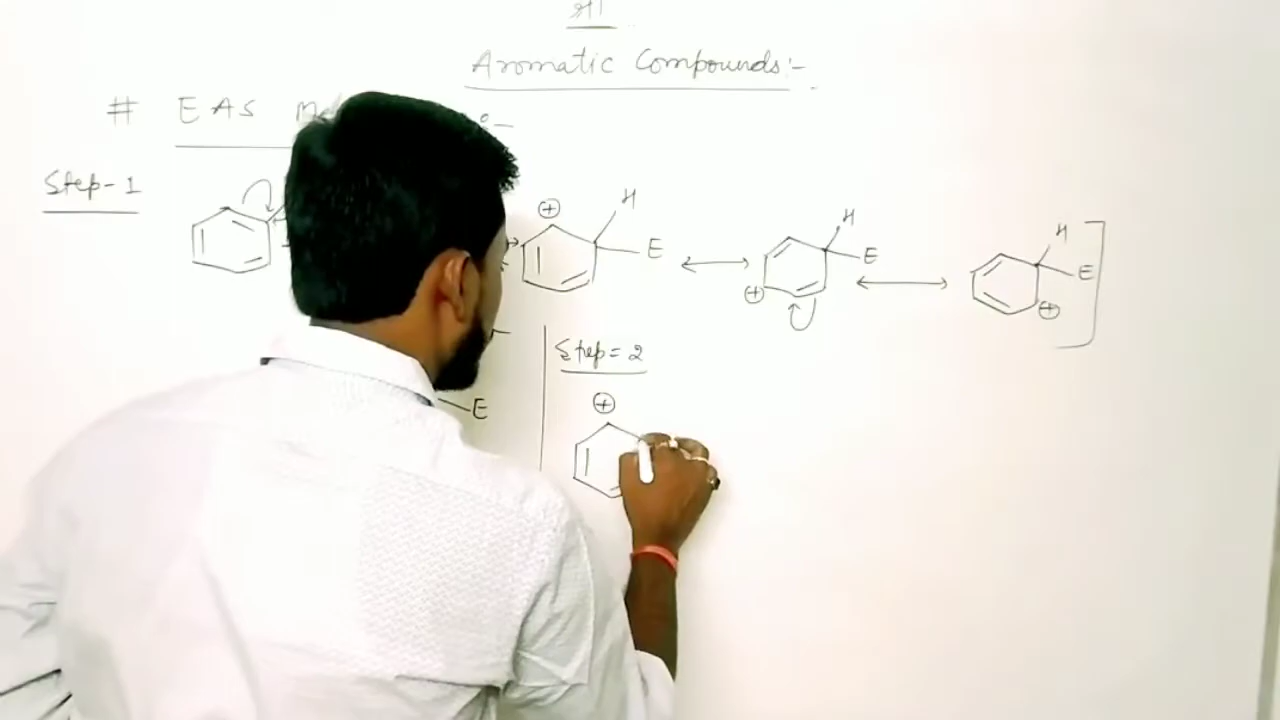 Aromatic Compounds:-
# EAS
Step-1
⊕ H E
H E ⊕
H E ⊕
Step=2
E
⊕